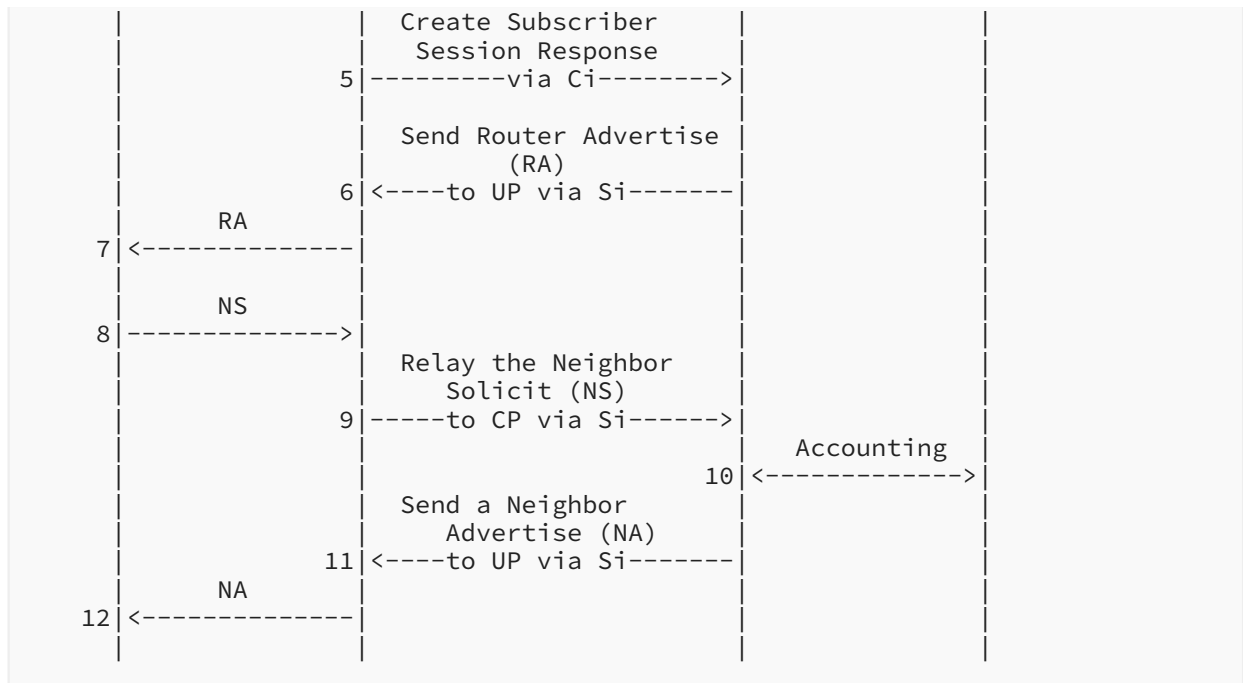 Create Subscriber
Session Response
5|---------via Ci-------->|
Send Router Advertise
(RA)
6|<----to UP via Si-------|
RA
7|<--------------|
NS
8|-------------->|
Relay the Neighbor
Solicit (NS)
9|-----to CP via Si------>|
Accounting
10|<------------->|
Send a Neighbor
Advertise (NA)
11|<----to UP via Si-------|
NA
12|<--------------|